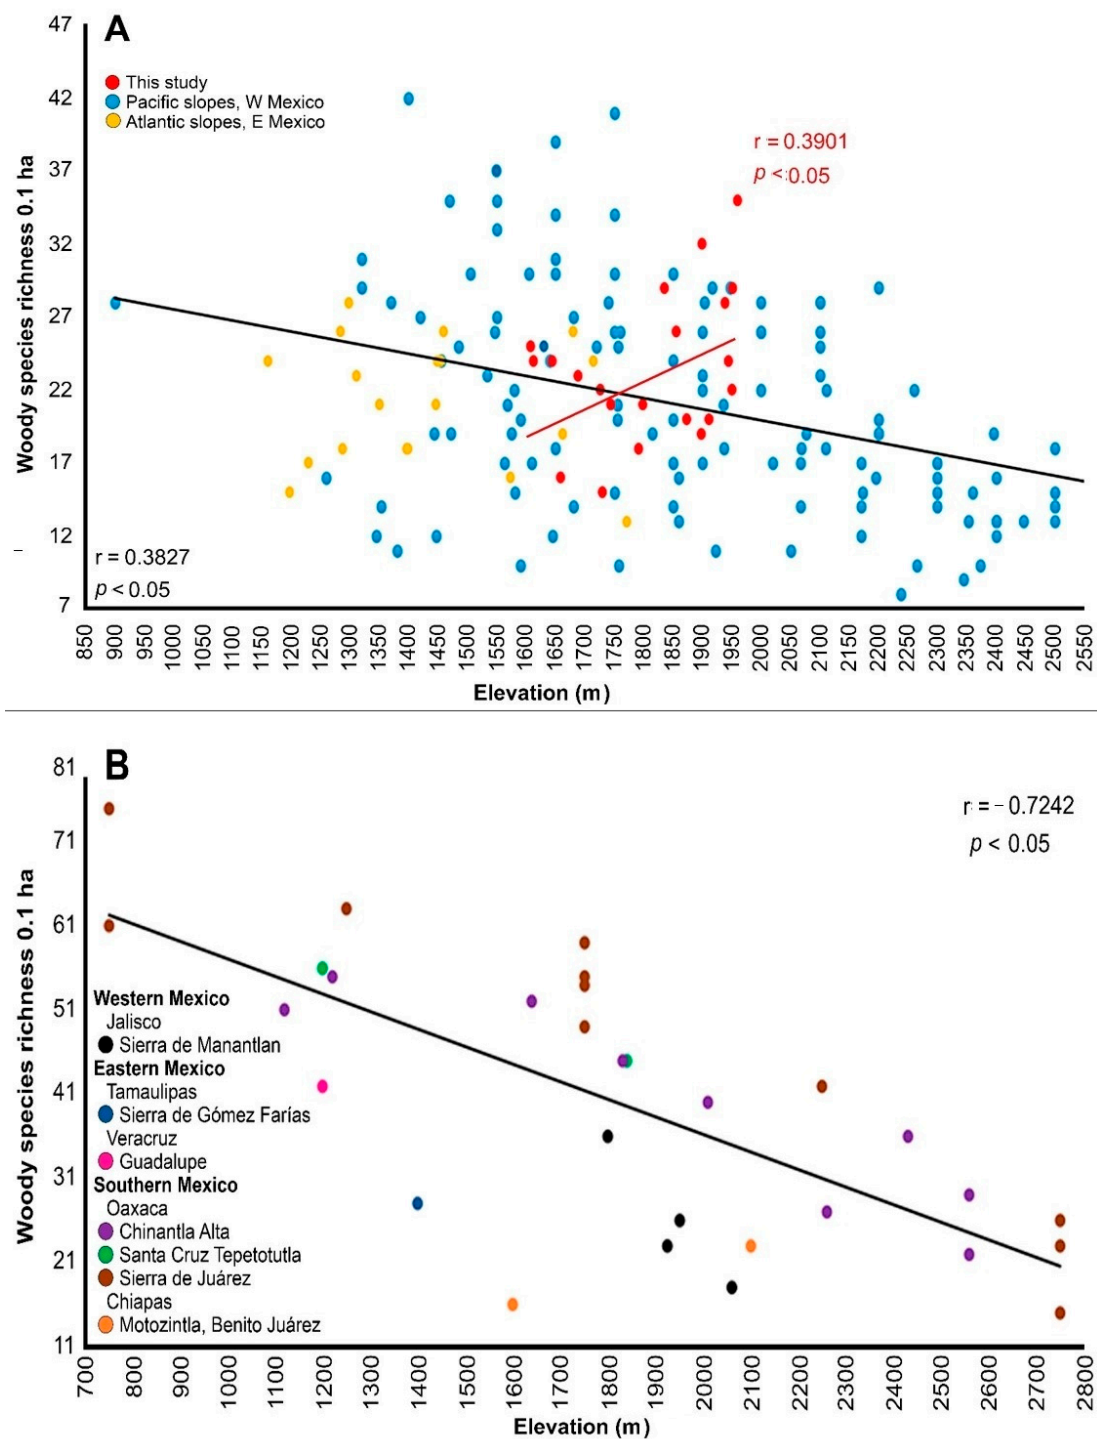 A
47
42
37
32
27
22
17
12
7
Woody species richness 0.1 ha
This study
Pacific slopes, W Mexico
Atlantic slopes, E Mexico
r = 0.3901
p <:0.05
r = 0.3827
p < 0.05
850 900 950 1000 1050 1100 1150 1200 1250 1300 1350 1400 1450 1500 1550 1600 1650 1700 1750 1800 1850 1900 1950 2000 2050 2100 2150 2200 2250 2300 2350 2400 2450 2500 2550
Elevation (m)
B
81
71
61
51
41
31
21
11
Woody species richness 0.1 ha
r = − 0.7242
p < 0.05
Western Mexico
Jalisco
Sierra de Manantlan
Eastern Mexico
Tamaulipas
Sierra de Gómez Farías
Veracruz
Guadalupe
Southern Mexico
Oaxaca
Chinantla Alta
Santa Cruz Tepetotutla
Sierra de Juárez
Chiapas
Motozintla, Benito Juárez
700 800 900 1000 1100 1200 1300 1400 1500 1600 1700 1800 1900 2000 2100 2200 2300 2400 2500 2600 2700 2800
Elevation (m)